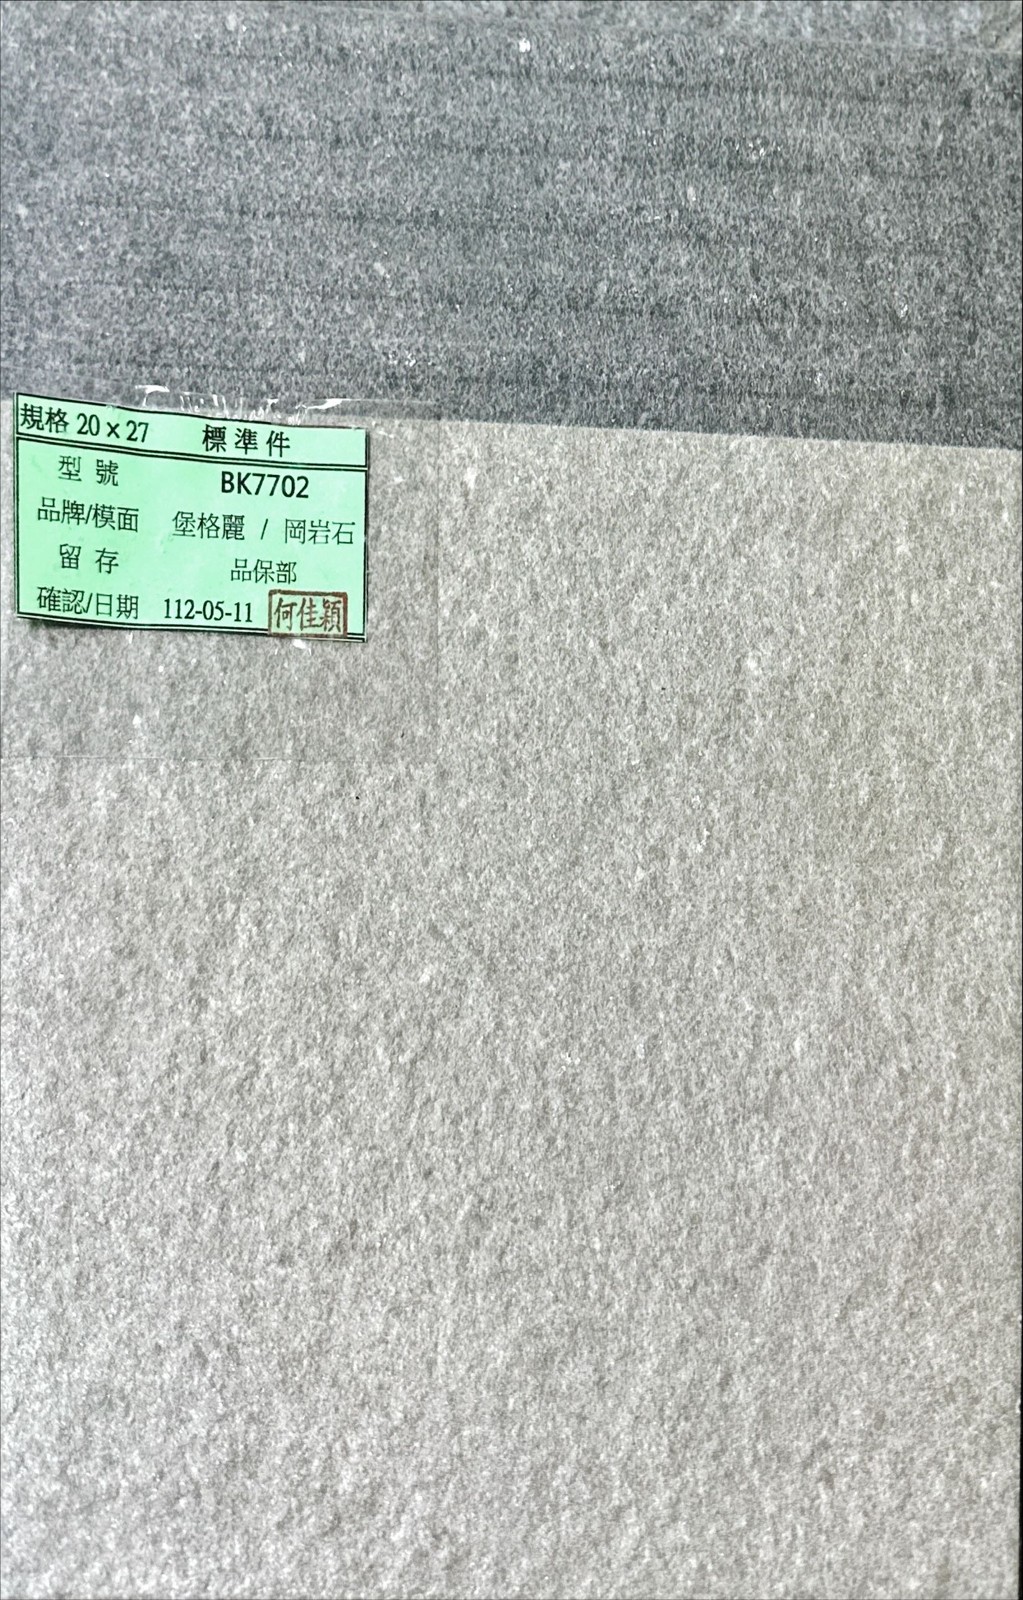 規格 20×27 標準件
型號 BK7702
品牌/模面 堡格麗 / 岡岩石
留存 品保部
確認/日期 112-05-11 何佳穎